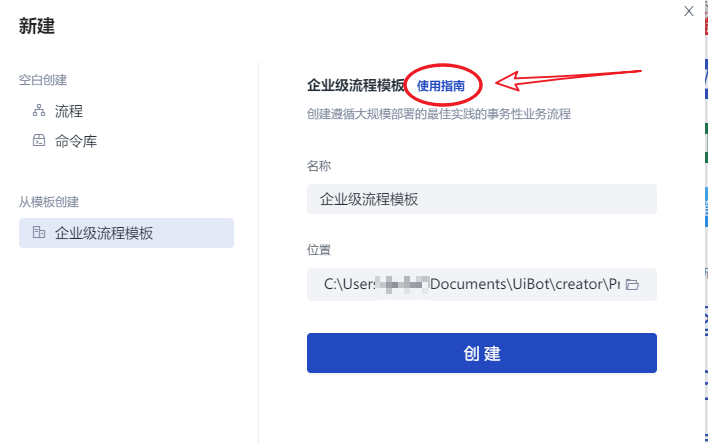 新建
空白创建
流程
命令库
从模板创建
企业级流程模板
企业级流程模板 使用指南
创建遵循大规模部署的最佳实践的事务性业务流程
名称
企业级流程模板
位置
C:\Users Documents\UiBot\creator\Pr
创建